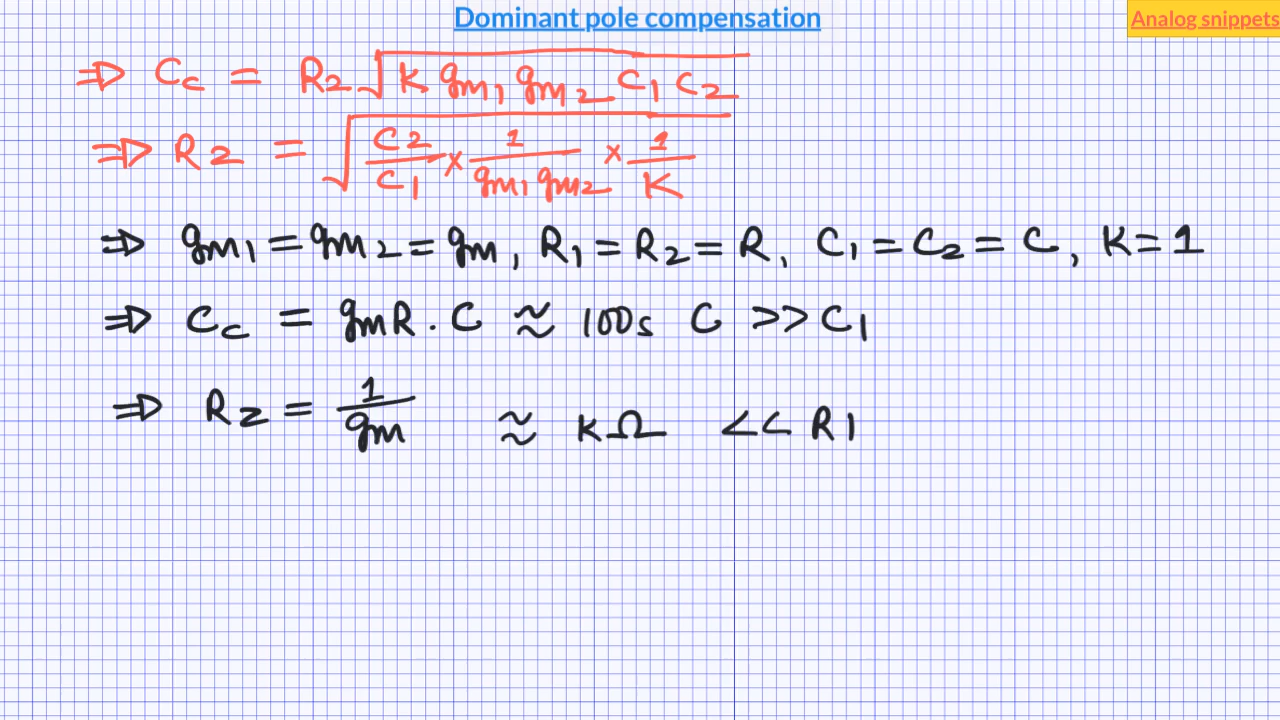 Dominant pole compensation
Analog snippets
⇒ Cc = R2 √(K gm1 gm2 C1 C2)
⇒ Rz = √(C2/C1 × 1/(gm1 gm2) × 1/K)
⇒ gm1 = gm2 = gm, R1 = R2 = R, C1 = C2 = C, K = 1
⇒ Cc = gmR . C ≈ 100s C >> C1
⇒ Rz = 1/gm ≈ kΩ << R1